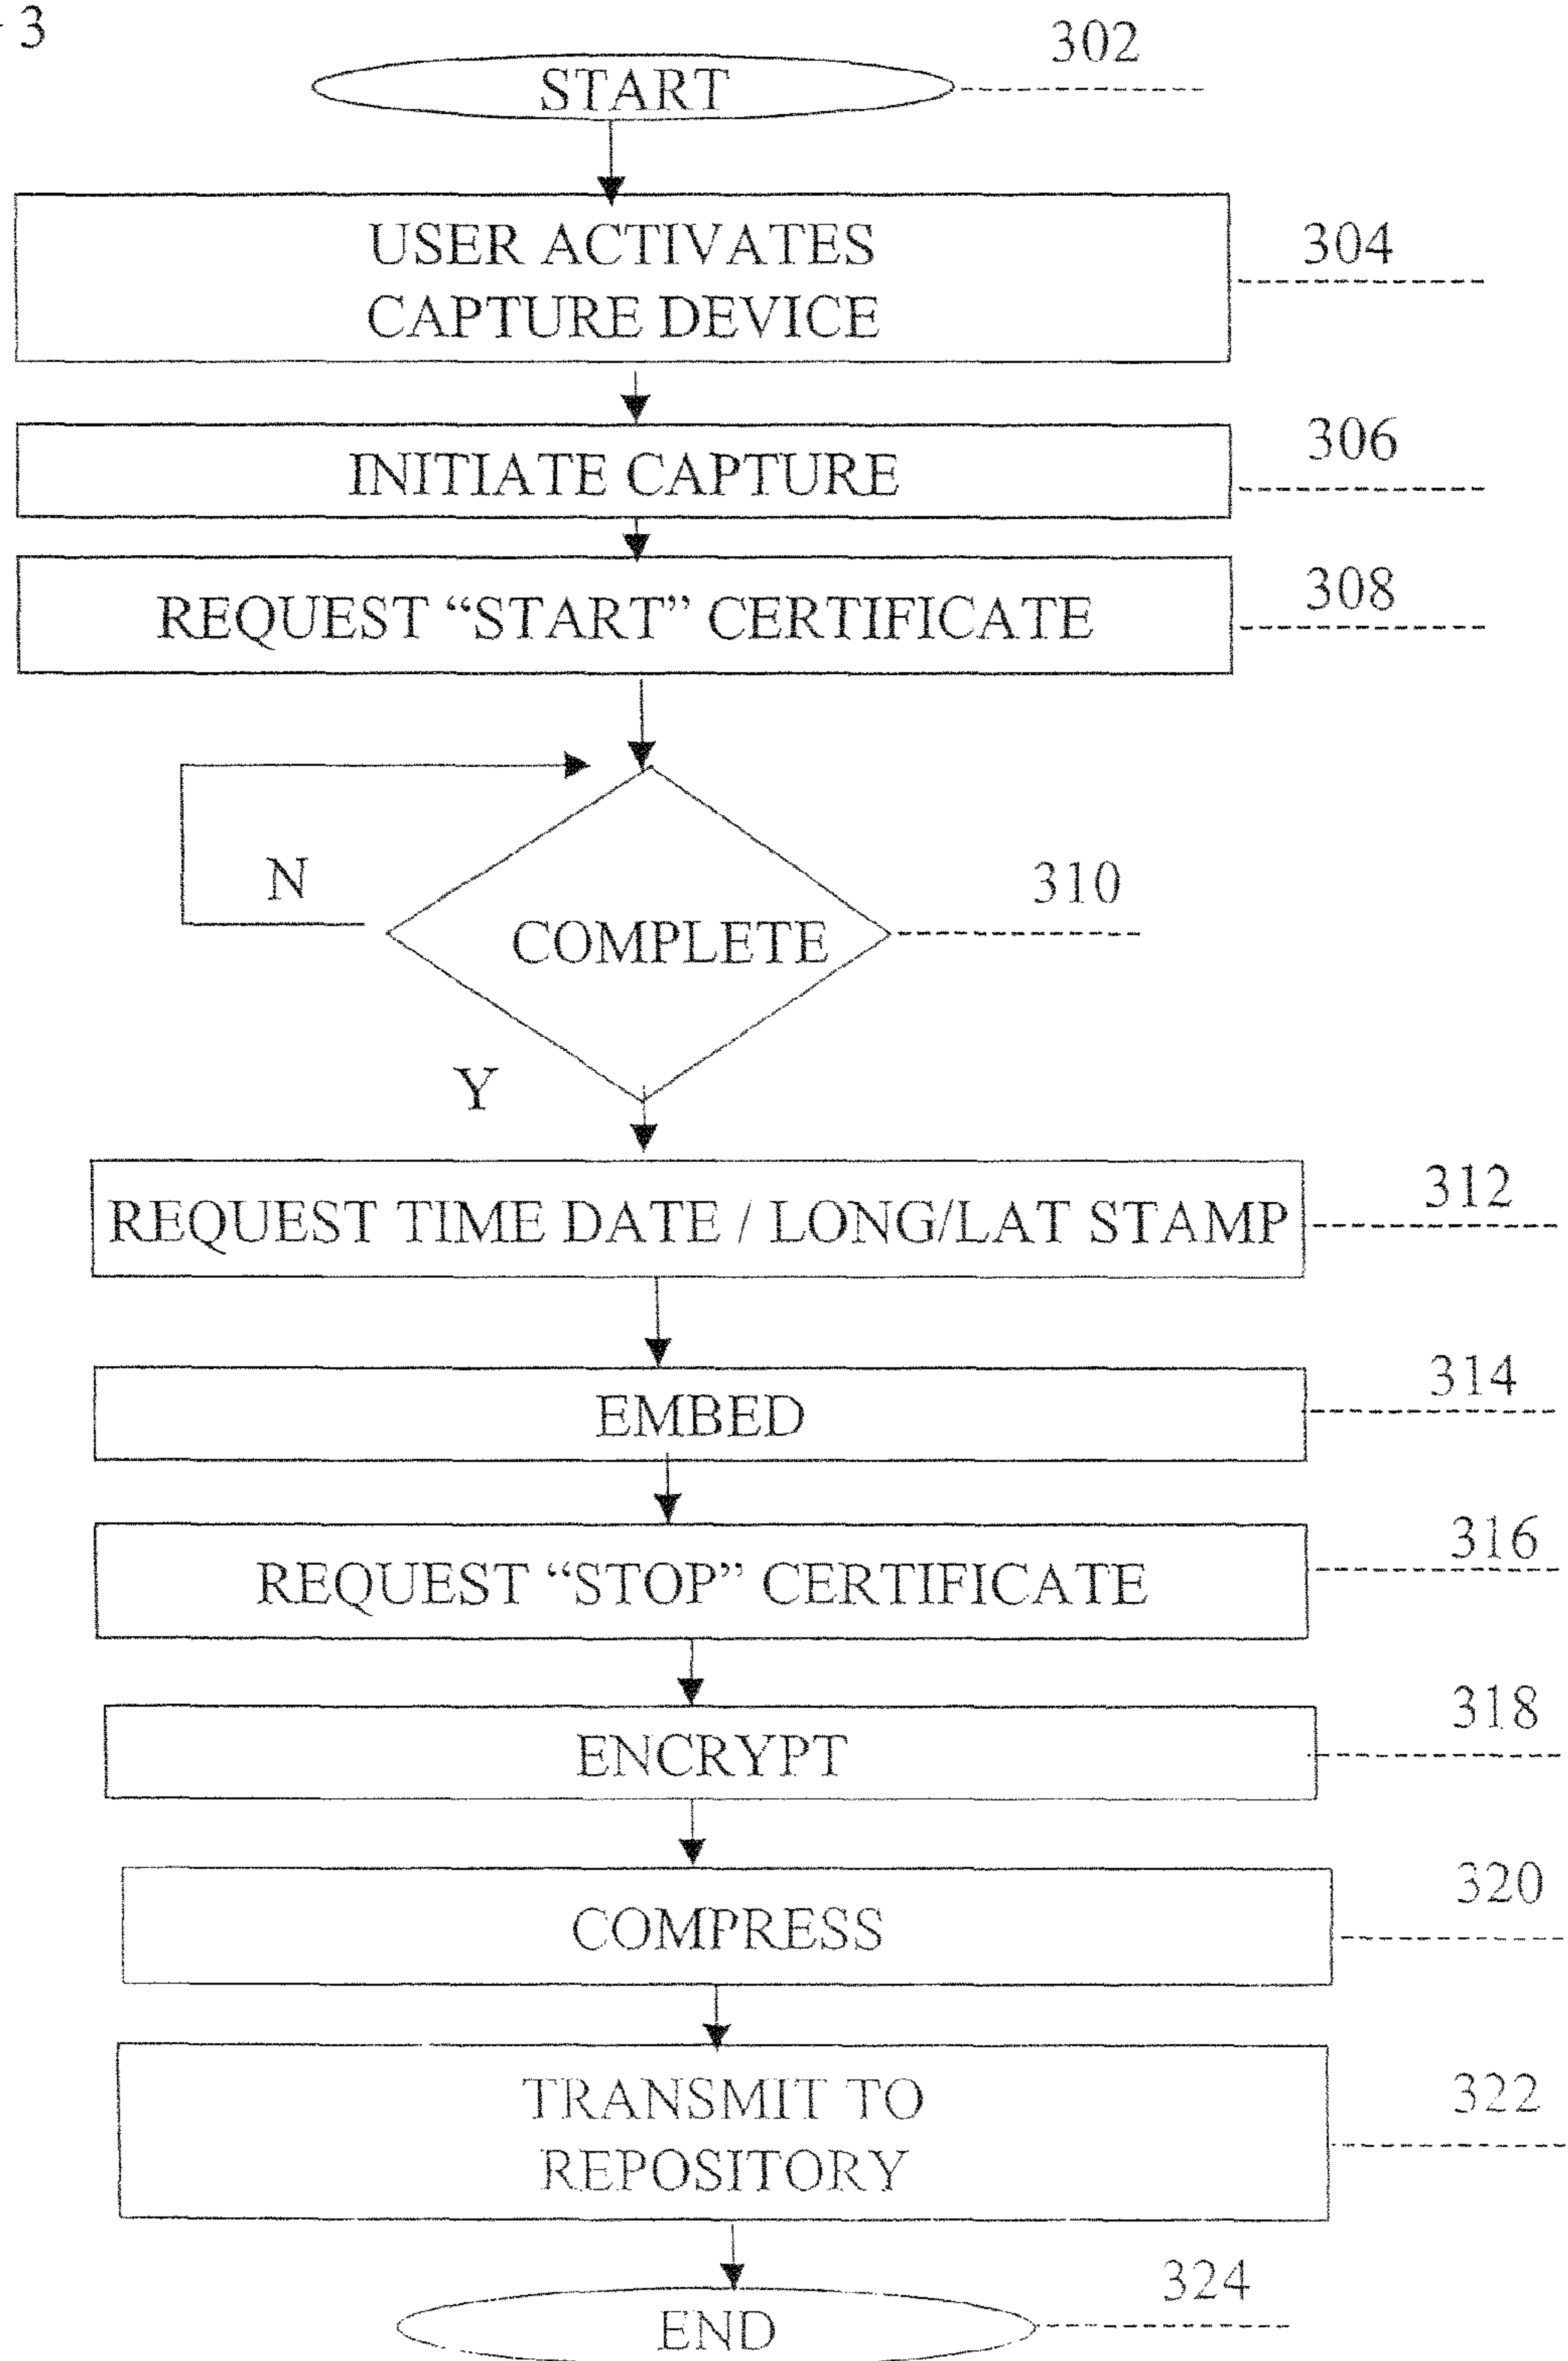 3
START
302
USER ACTIVATES
CAPTURE DEVICE
304
INITIATE CAPTURE
306
REQUEST “START” CERTIFICATE
308
N
COMPLETE
310
Y
REQUEST TIME DATE / LONG/LAT STAMP
312
EMBED
314
REQUEST “STOP” CERTIFICATE
316
ENCRYPT
318
COMPRESS
320
TRANSMIT TO
REPOSITORY
322
END
324